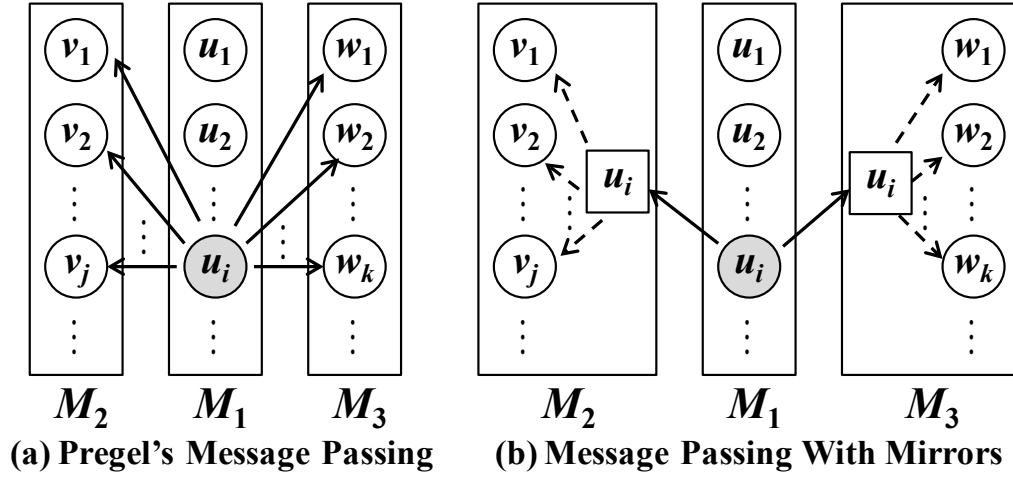 v1 u1 w1 v1 u1 w1
v2 u2 w2 v2 u2 w2
ui ui
vj ui wk vj ui wk
M2 M1 M3 M2 M1 M3
(a) Pregel's Message Passing (b) Message Passing With Mirrors